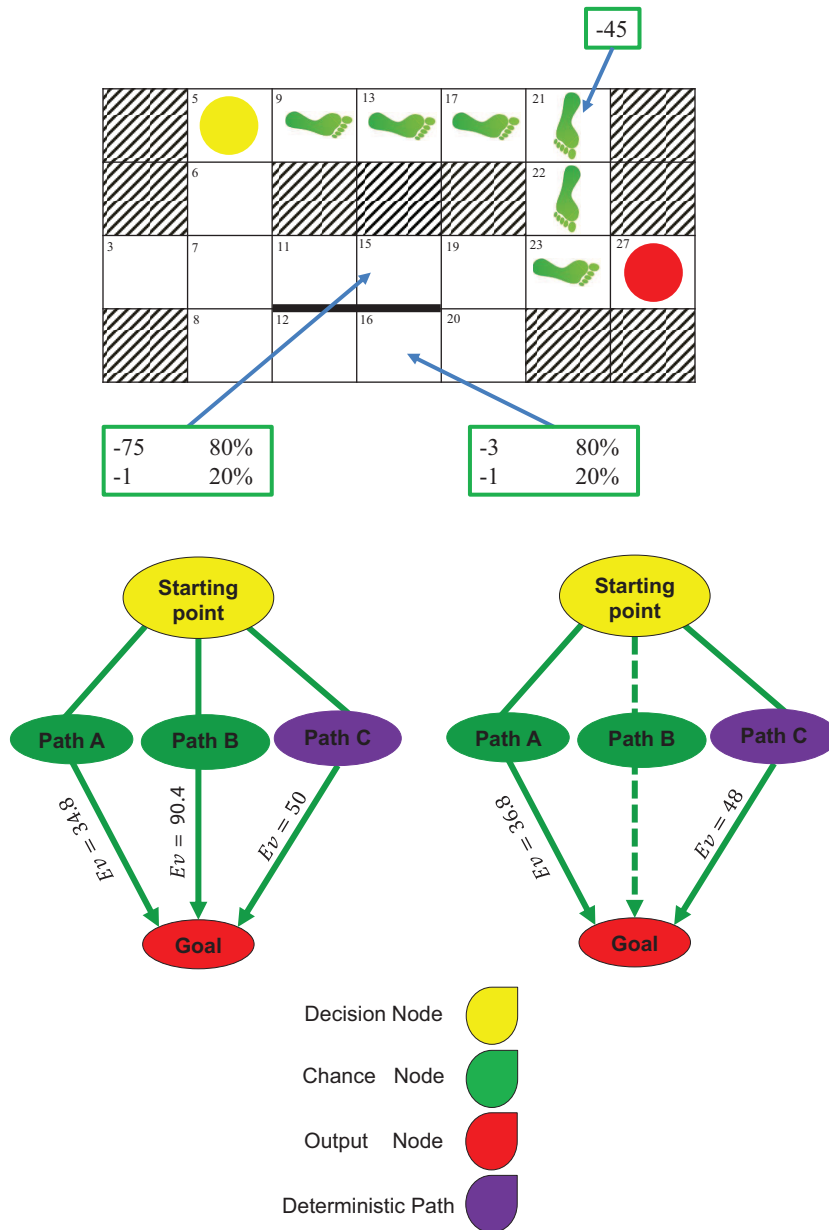 -45
5 9 13 17 21
6 22
3 7 11 15 19 23 27
8 12 16 20
-75 80%
-1 20%
-3 80%
-1 20%
Starting
point
Path A Path B Path C
Ev = 34.8 Ev = 90.4 Ev = 50
Goal
Starting
point
Path A Path B Path C
Ev = 36.8 Ev = 48
Goal
Decision Node
Chance Node
Output Node
Deterministic Path